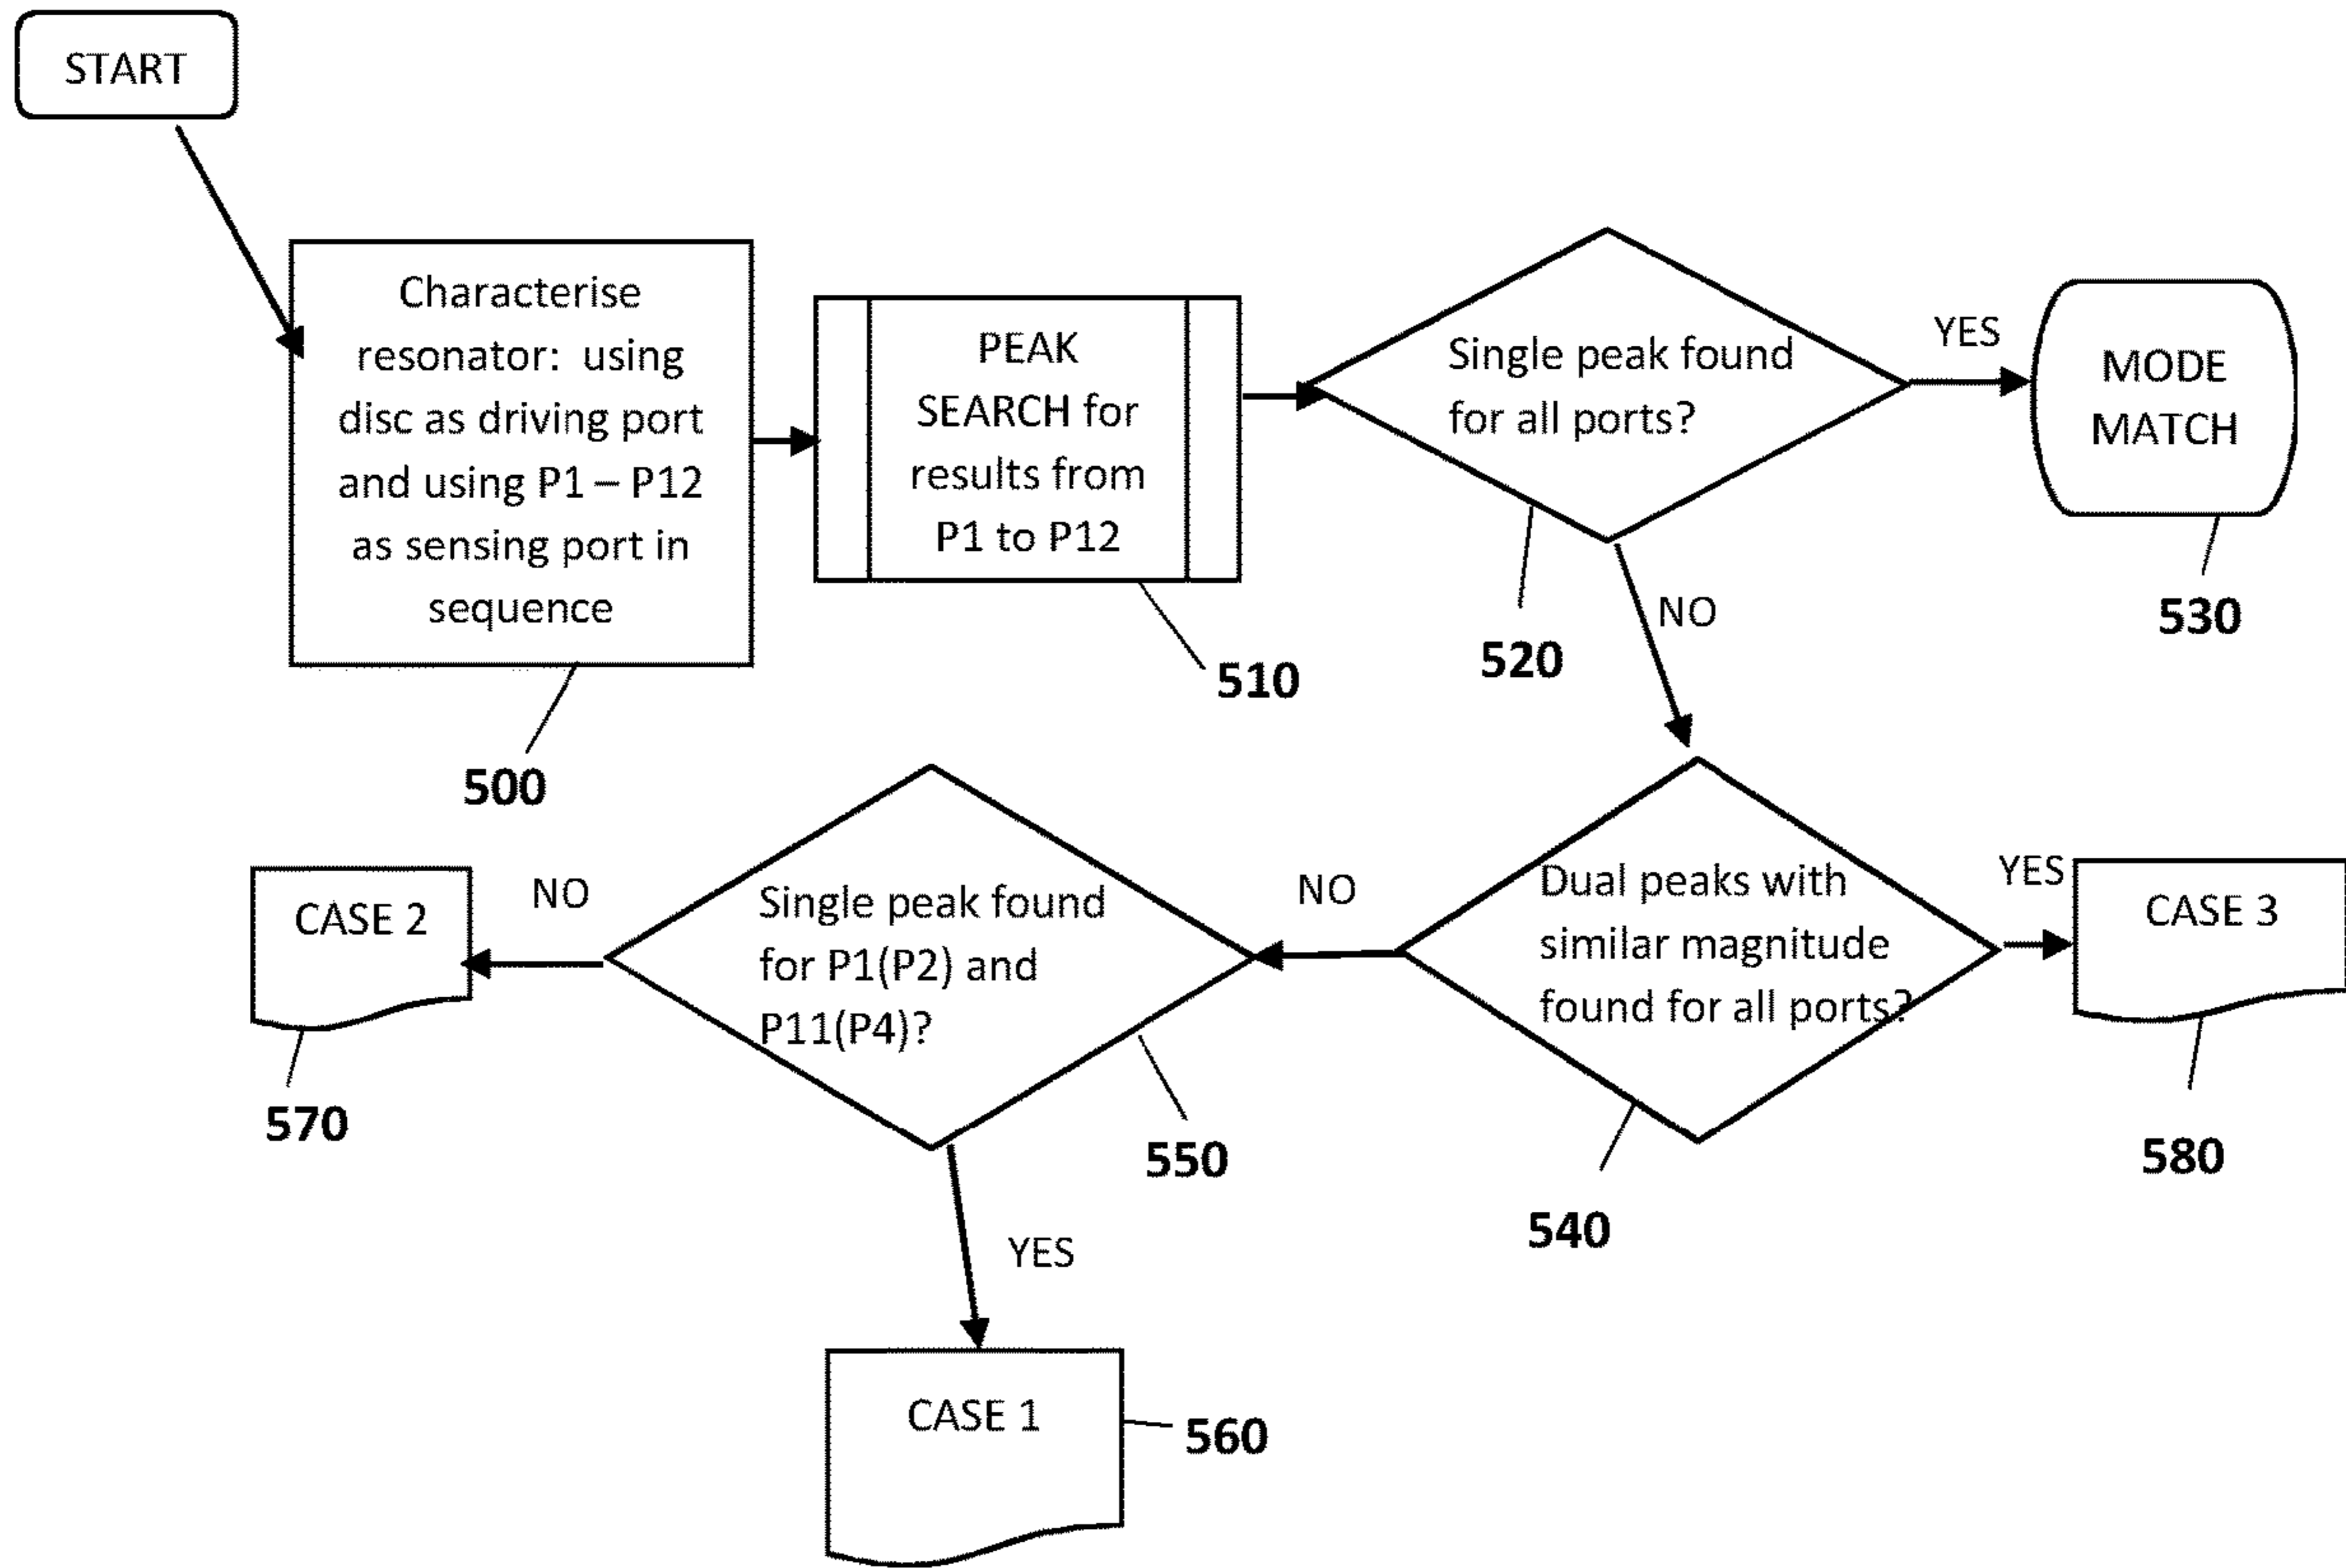 START
Characterise
resonator: using
disc as driving port
and using P1 – P12
as sensing port in
sequence
500
PEAK
SEARCH for
results from
P1 to P12
510
Single peak found
for all ports?
520
YES
MODE
MATCH
530
NO
Dual peaks with
similar magnitude
found for all ports?
540
YES
CASE 3
580
NO
Single peak found
for P1(P2) and
P11(P4)?
550
NO
CASE 2
570
YES
CASE 1
560